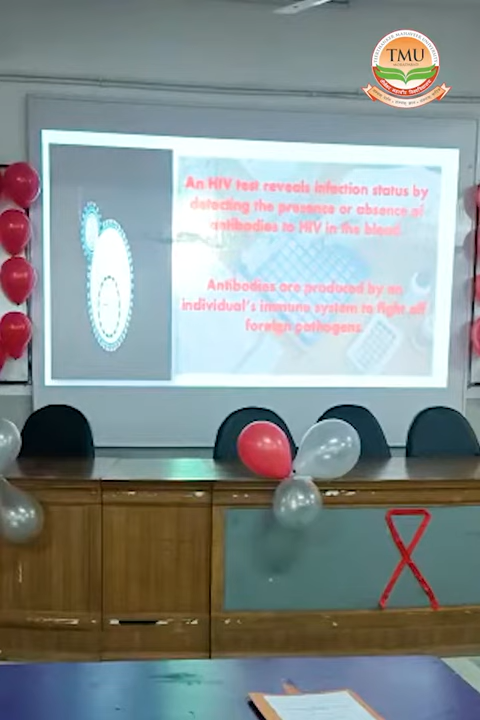 TMU
An HIV test reveals infection status by
detecting the presence or absence of
antibodies to HIV in the blood.
Antibodies are produced by an
individual's immune system to fight off
foreign pathogens.